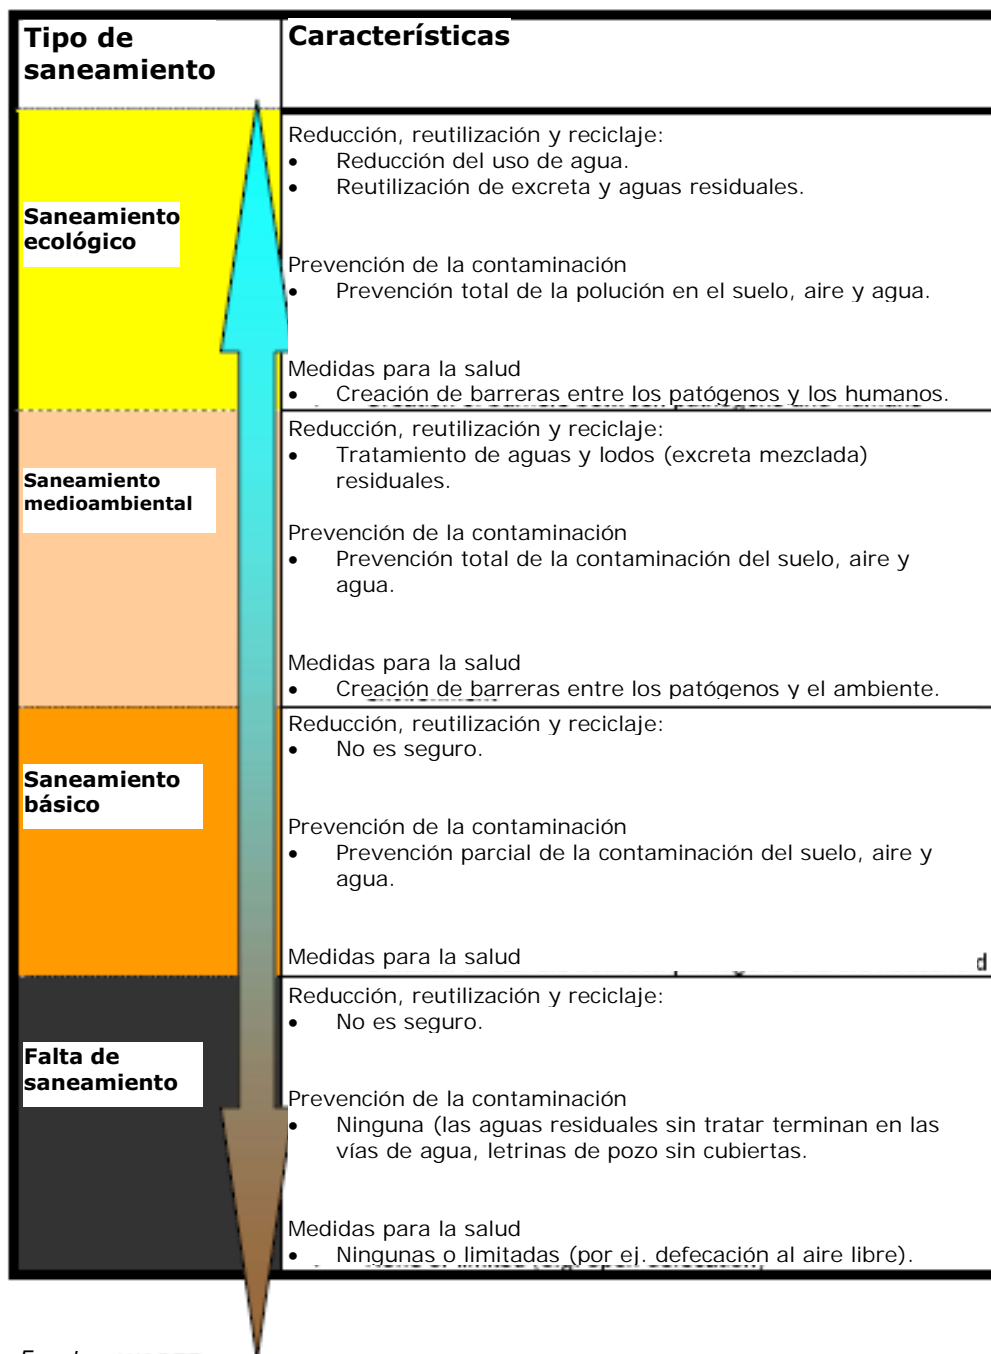 Tipo de
saneamiento
Características
Saneamiento
ecológico
Reducción, reutilización y reciclaje:
• Reducción del uso de agua.
• Reutilización de excreta y aguas residuales.
Prevención de la contaminación
• Prevención total de la polución en el suelo, aire y agua.
Medidas para la salud
• Creación de barreras entre los patógenos y los humanos.
Saneamiento
medioambiental
Reducción, reutilización y reciclaje:
• Tratamiento de aguas y lodos (excreta mezclada)
residuales.
Prevención de la contaminación
• Prevención total de la contaminación del suelo, aire y
agua.
Medidas para la salud
• Creación de barreras entre los patógenos y el ambiente.
Saneamiento
básico
Reducción, reutilización y reciclaje:
• No es seguro.
Prevención de la contaminación
• Prevención parcial de la contaminación del suelo, aire y
agua.
Medidas para la salud
Falta de
saneamiento
Reducción, reutilización y reciclaje:
• No es seguro.
Prevención de la contaminación
• Ninguna (las aguas residuales sin tratar terminan en las
vías de agua, letrinas de pozo sin cubiertas.
Medidas para la salud
• Ningunas o limitadas (por ej. defecación al aire libre).